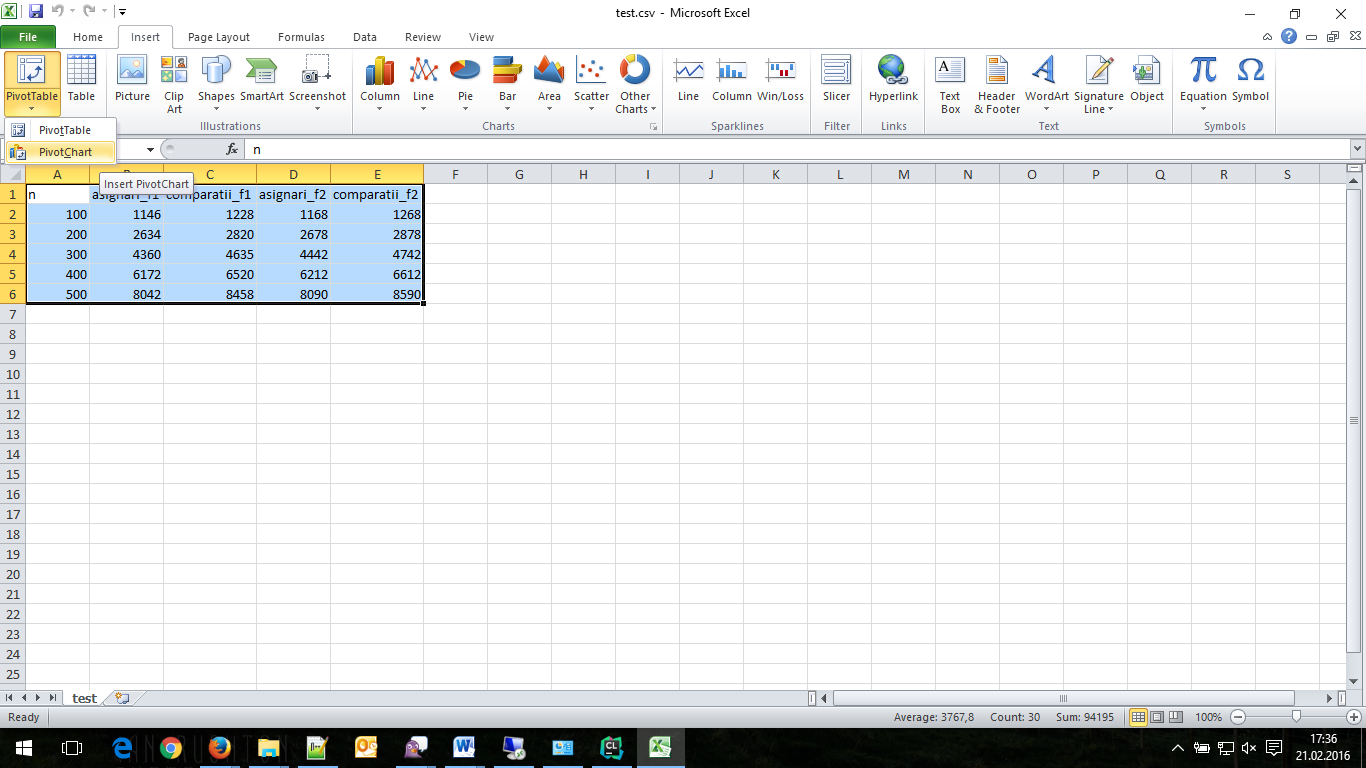 test.csv - Microsoft Excel
File Home Insert Page Layout Formulas Data Review View
PivotTable Table Picture Clip Art Shapes SmartArt Screenshot Column Line Pie Bar Area Scatter Other Charts Line Column Win/Loss Slicer Hyperlink Text Box Header & Footer WordArt Signature Line Object Equation Symbol
Illustrations Charts Sparklines Filter Links Text Symbols
PivotTable
PivotChart
fx n
Insert PivotChart
A B C D E F G H I J K L M N O P Q R S
1 n asignari_f1 comparatii_f1 asignari_f2 comparatii_f2
2 100 1146 1228 1168 1268
3 200 2634 2820 2678 2878
4 300 4360 4635 4442 4742
5 400 6172 6520 6212 6612
6 500 8042 8458 8090 8590
7
8
9
10
11
12
13
14
15
16
17
18
19
20
21
22
23
24
25
test
Ready Average: 3767,8 Count: 30 Sum: 94195 100%
17:36
21.02.2016